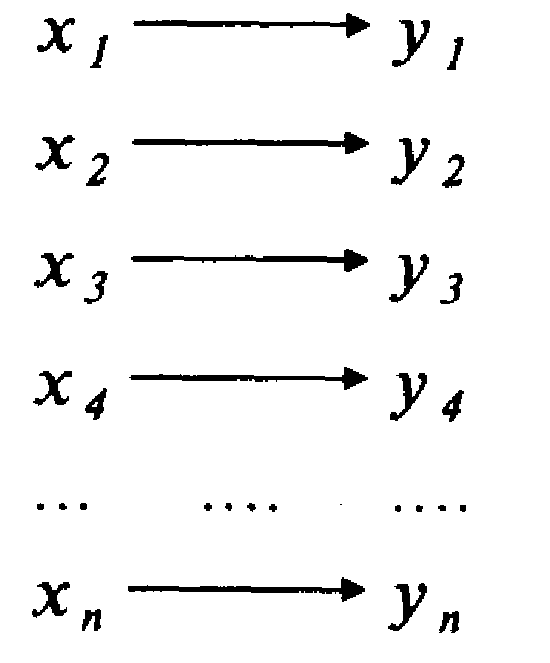 x₁ → y₁
x₂ → y₂
x₃ → y₃
x₄ → y₄
... .... ....
xₙ → yₙ